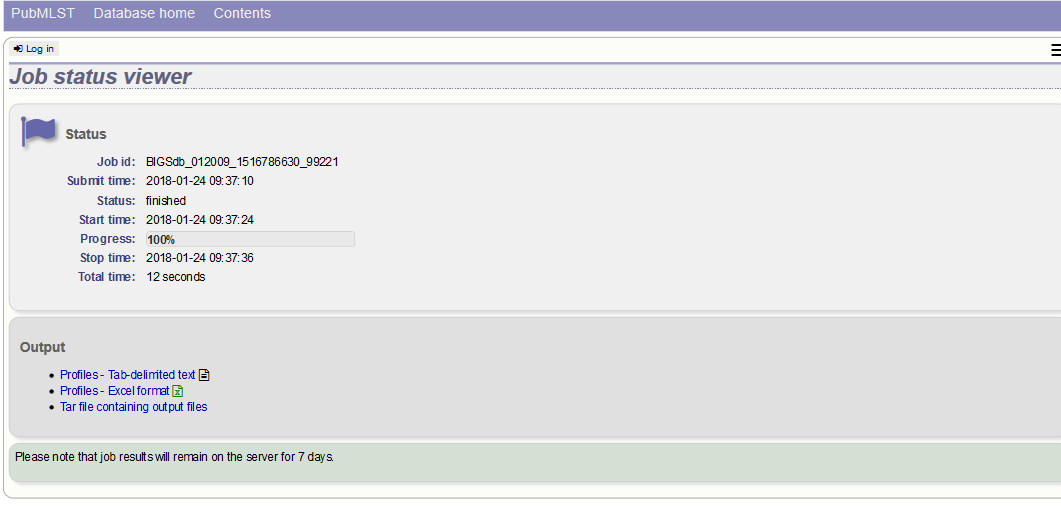 PubMLST Database home Contents
Log in
Job status viewer
Status
Job id: BIGSdb_012009_1516786630_99221
Submit time: 2018-01-24 09:37:10
Status: finished
Start time: 2018-01-24 09:37:24
Progress: 100%
Stop time: 2018-01-24 09:37:36
Total time: 12 seconds
Output
Profiles - Tab-delimited text
Profiles - Excel format
Tar file containing output files
Please note that job results will remain on the server for 7 days.